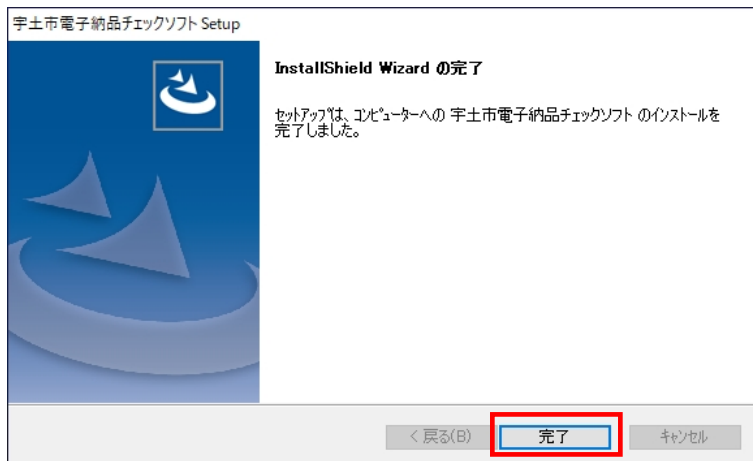 宇土市電子納品チェックソフト Setup
InstallShield Wizard の完了
セットアップは、コンピューターへの 宇土市電子納品チェックソフト のインストールを
完了しました。
< 戻る(B)
完了
キャンセル